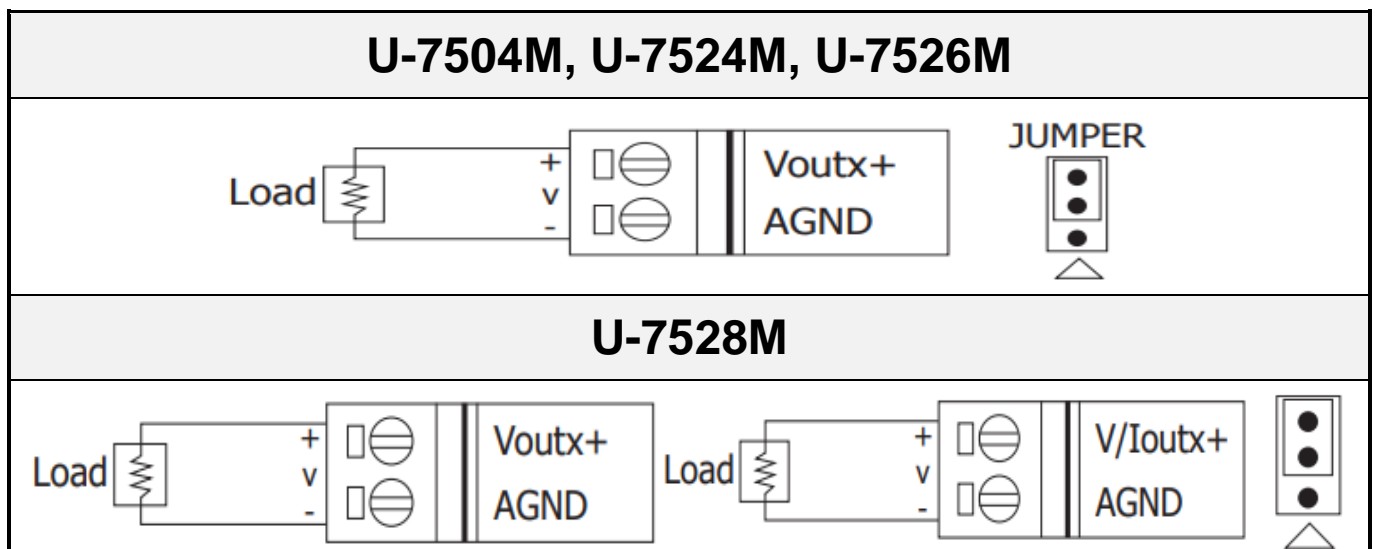 U-7504M, U-7524M, U-7526M
JUMPER
Load + v - Voutx+
AGND
U-7528M
Load + v - Voutx+
AGND
Load + v - V/Ioutx+
AGND